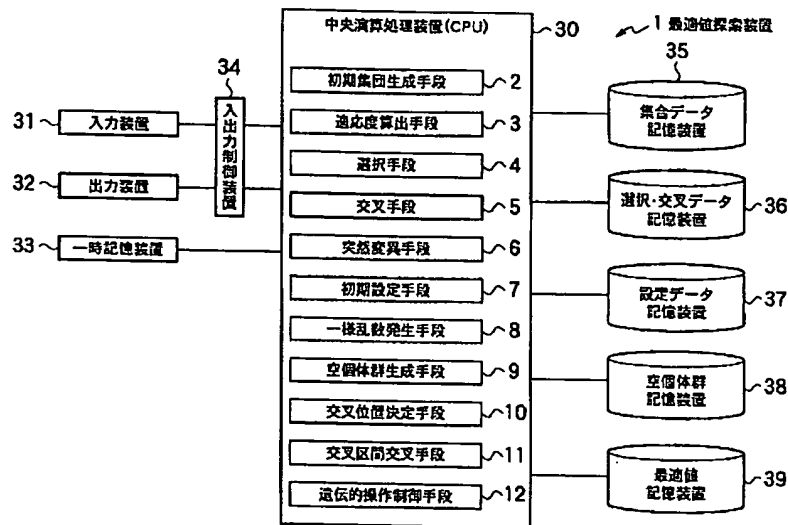 中央演算処理装置(CPU)
30
1 最適値探索装置
初期集団生成手段
2
適応度算出手段
3
選択手段
4
交叉手段
5
突然変異手段
6
初期設定手段
7
一様乱数発生手段
8
空個体群生成手段
9
交叉位置決定手段
10
交叉区間交叉手段
11
遺伝的操作制御手段
12
31
入力装置
32
出力装置
33
一時記憶装置
34
入出力制御装置
35
集合データ
記憶装置
選択・交叉データ
記憶装置
36
設定データ
記憶装置
37
空個体群
記憶装置
38
最適値
記憶装置
39